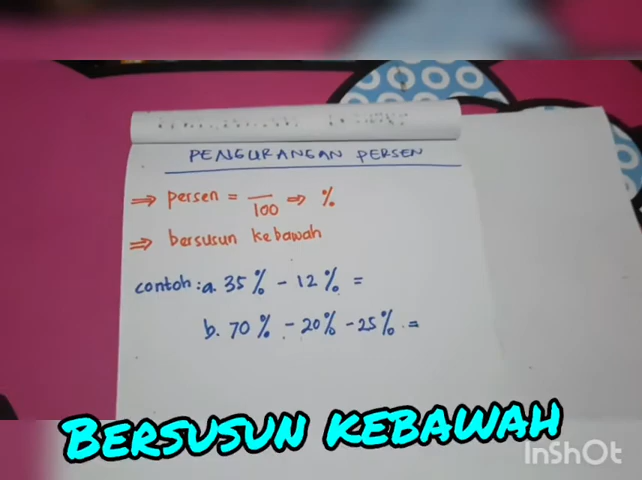 PENGURANGAN PERSEN
⇒ persen = — / 100 ⇒ %
⇒ bersusun kebawah
contoh: a. 35% - 12% =
b. 70% - 20% - 25% =
BERSUSUN KEBAWAH
InShOt